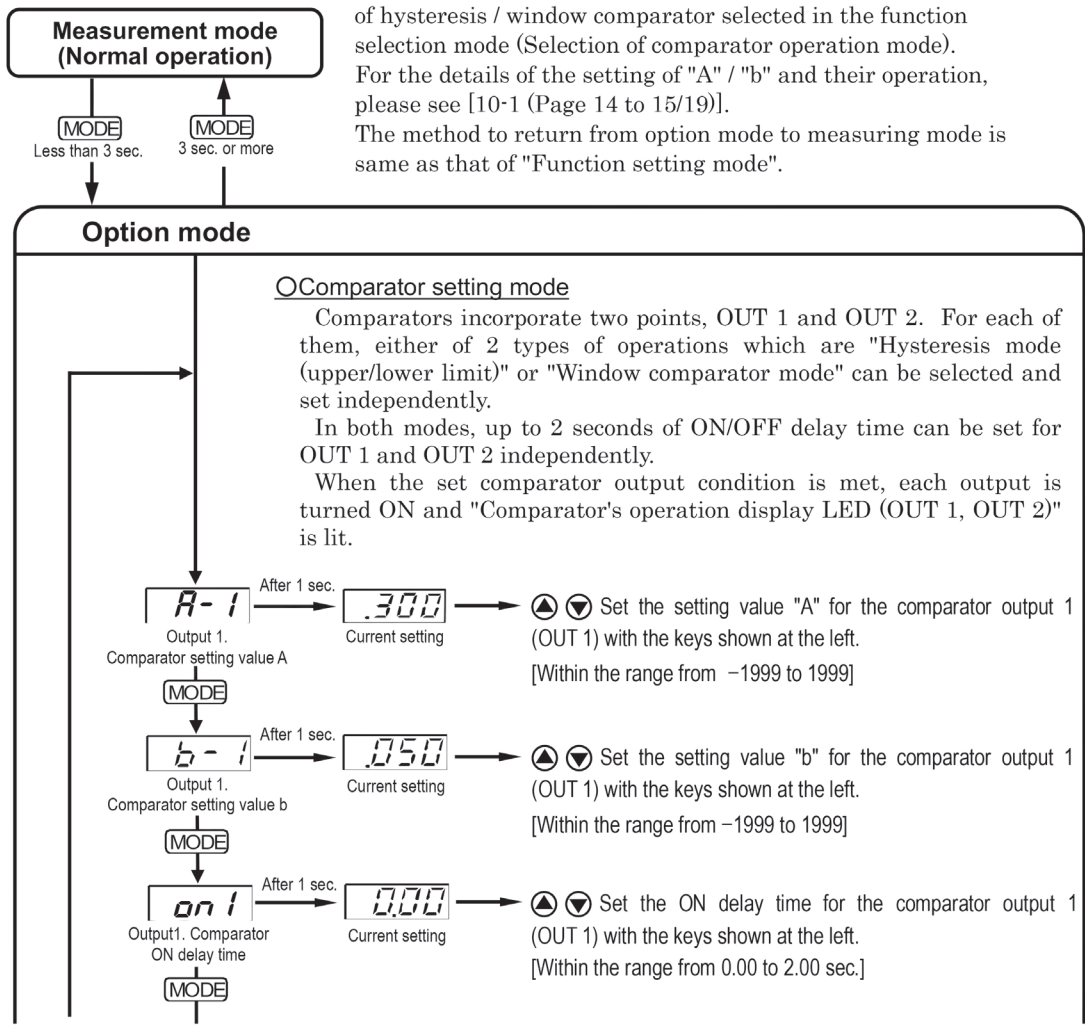 Measurement mode
(Normal operation)
MODE
Less than 3 sec.
MODE
3 sec. or more
of hysteresis / window comparator selected in the function
selection mode (Selection of comparator operation mode).
For the details of the setting of "A" / "b" and their operation,
please see [10-1 (Page 14 to 15/19)].
The method to return from option mode to measuring mode is
same as that of "Function setting mode".
Option mode
○Comparator setting mode
Comparators incorporate two points, OUT 1 and OUT 2. For each of
them, either of 2 types of operations which are "Hysteresis mode
(upper/lower limit)" or "Window comparator mode" can be selected and
set independently.
In both modes, up to 2 seconds of ON/OFF delay time can be set for
OUT 1 and OUT 2 independently.
When the set comparator output condition is met, each output is
turned ON and "Comparator's operation display LED (OUT 1, OUT 2)"
is lit.
A-1
Output 1.
Comparator setting value A
After 1 sec.
.300
Current setting
Set the setting value "A" for the comparator output 1
(OUT 1) with the keys shown at the left.
[Within the range from −1999 to 1999]
MODE
b-1
Output 1.
Comparator setting value b
After 1 sec.
.050
Current setting
Set the setting value "b" for the comparator output 1
(OUT 1) with the keys shown at the left.
[Within the range from −1999 to 1999]
MODE
on1
Output1. Comparator
ON delay time
After 1 sec.
0.00
Current setting
Set the ON delay time for the comparator output 1
(OUT 1) with the keys shown at the left.
[Within the range from 0.00 to 2.00 sec.]
MODE